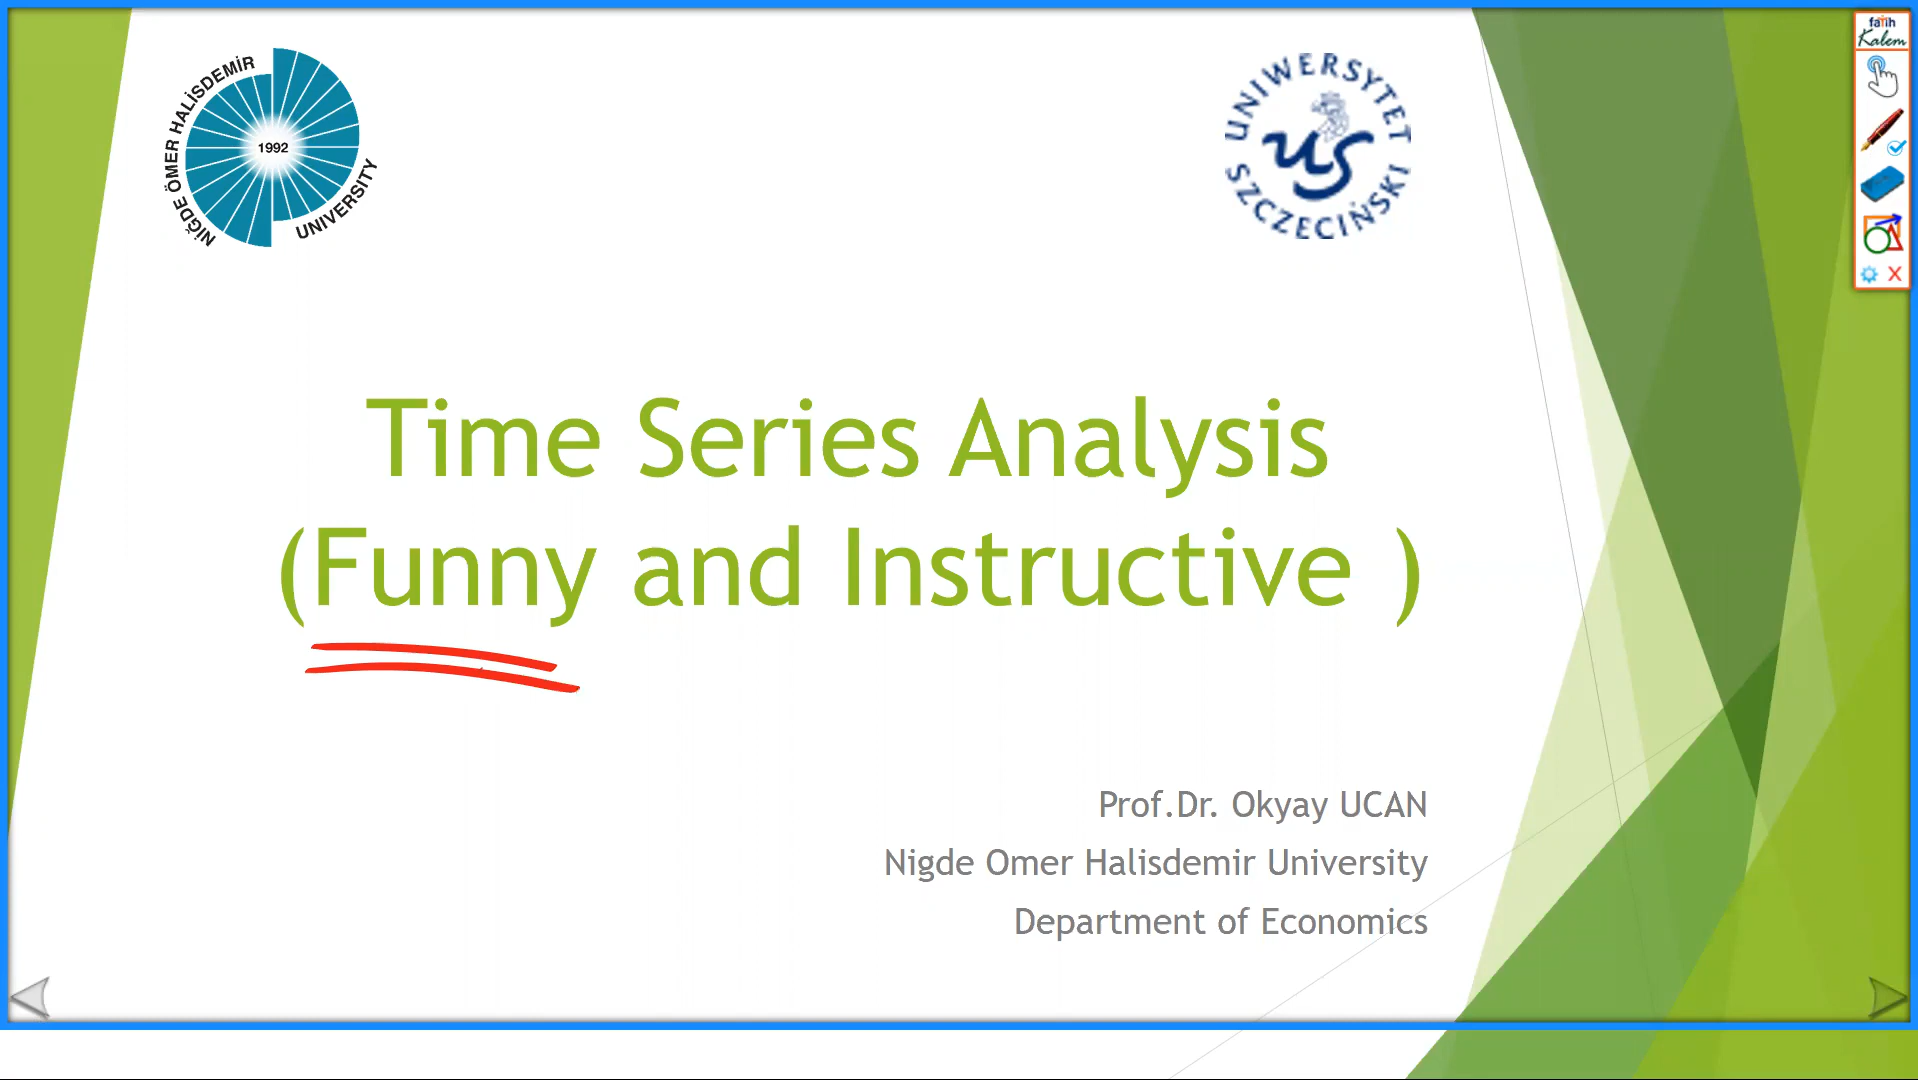 NİĞDE ÖMER HALİSDEMİR
UNIVERSITY
1992
UNIWERSYTET
SZCZECIŃSKI
US
fatih
Kalem
Time Series Analysis
(Funny and Instructive )
Prof.Dr. Okyay UCAN
Nigde Omer Halisdemir University
Department of Economics